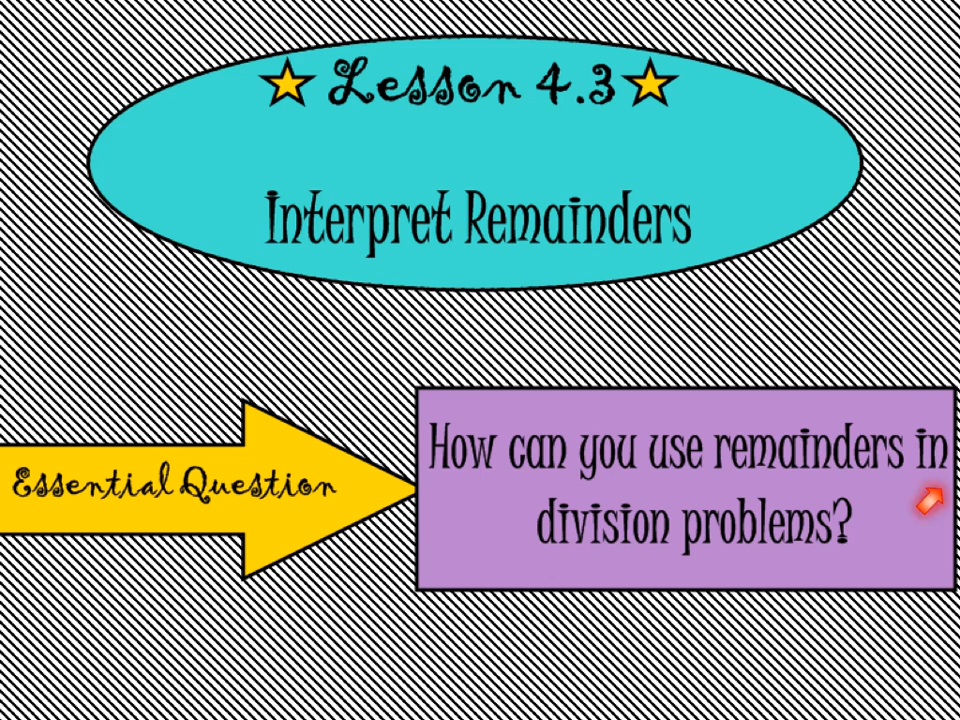 Lesson 4.3
Interpret Remainders
Essential Question
How can you use remainders in
division problems?